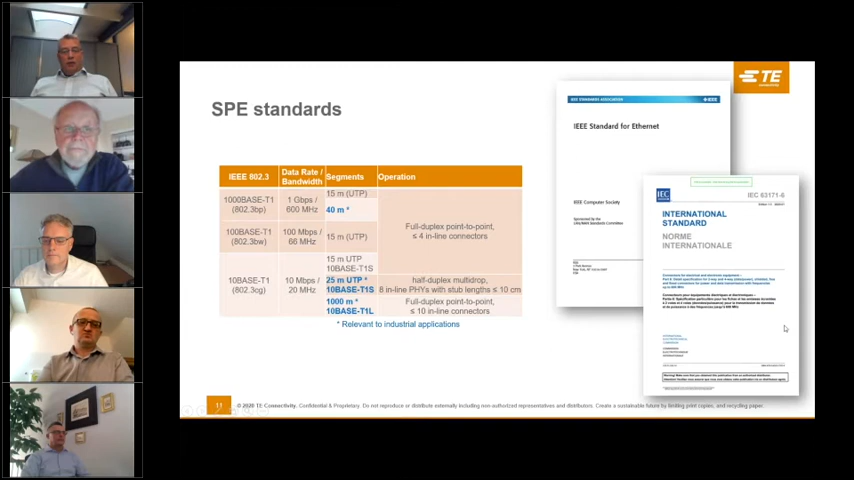 SPE standards
TE
connectivity
IEEE 802.3
Data Rate /
Bandwidth
Segments
Operation
1000BASE-T1
(802.3bp)
1 Gbps /
600 MHz
15 m (UTP)
40 m *
100BASE-T1
(802.3bw)
100 Mbps /
66 MHz
15 m (UTP)
Full-duplex point-to-point,
≤ 4 in-line connectors
10BASE-T1
(802.3cg)
10 Mbps /
20 MHz
15 m UTP
10BASE-T1S
25 m UTP *
10BASE-T1S
half-duplex multidrop,
8 in-line PHYs with stub lengths ≤ 10 cm
1000 m *
10BASE-T1L
Full-duplex point-to-point,
≤ 10 in-line connectors
* Relevant to industrial applications
IEEE STANDARDS ASSOCIATION
IEEE
IEEE Standard for Ethernet
IEEE Computer Society
IEC
IEC 63171-6
INTERNATIONAL
STANDARD
NORME
INTERNATIONALE
11
Confidential & Proprietary. Do not reproduce or distribute externally including non-authorized representatives and distributors. Create a sustainable future by limiting print copies, and recycling paper.